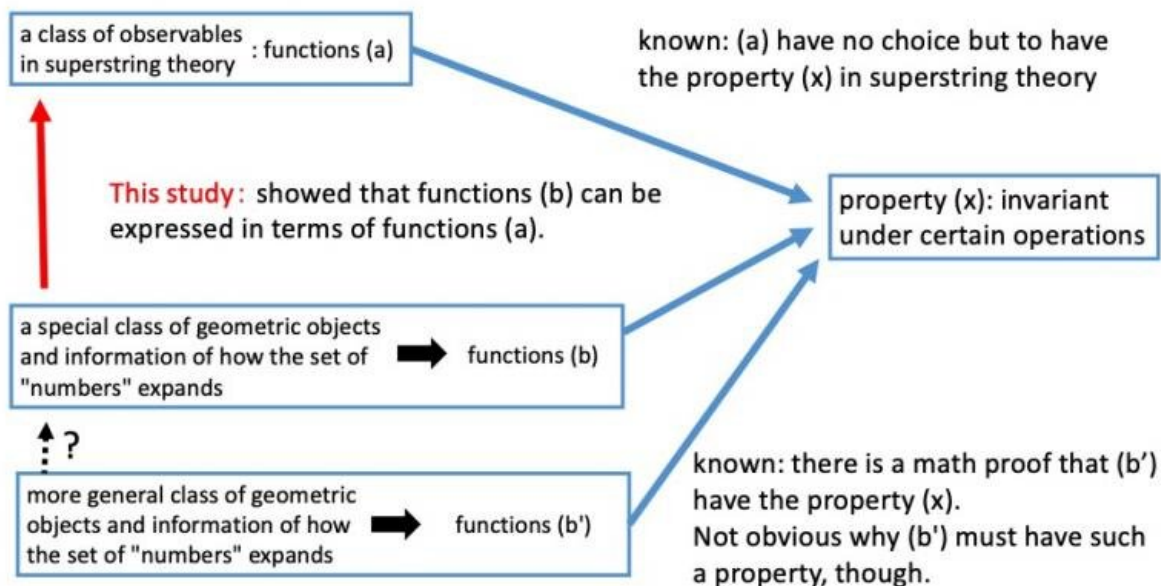 a class of observables
in superstring theory : functions (a)
known: (a) have no choice but to have
the property (x) in superstring theory
This study: showed that functions (b) can be
expressed in terms of functions (a).
property (x): invariant
under certain operations
a special class of geometric objects
and information of how the set of
"numbers" expands
functions (b)
?
more general class of geometric
objects and information of how
the set of "numbers" expands
functions (b')
known: there is a math proof that (b’)
have the property (x).
Not obvious why (b') must have such
a property, though.